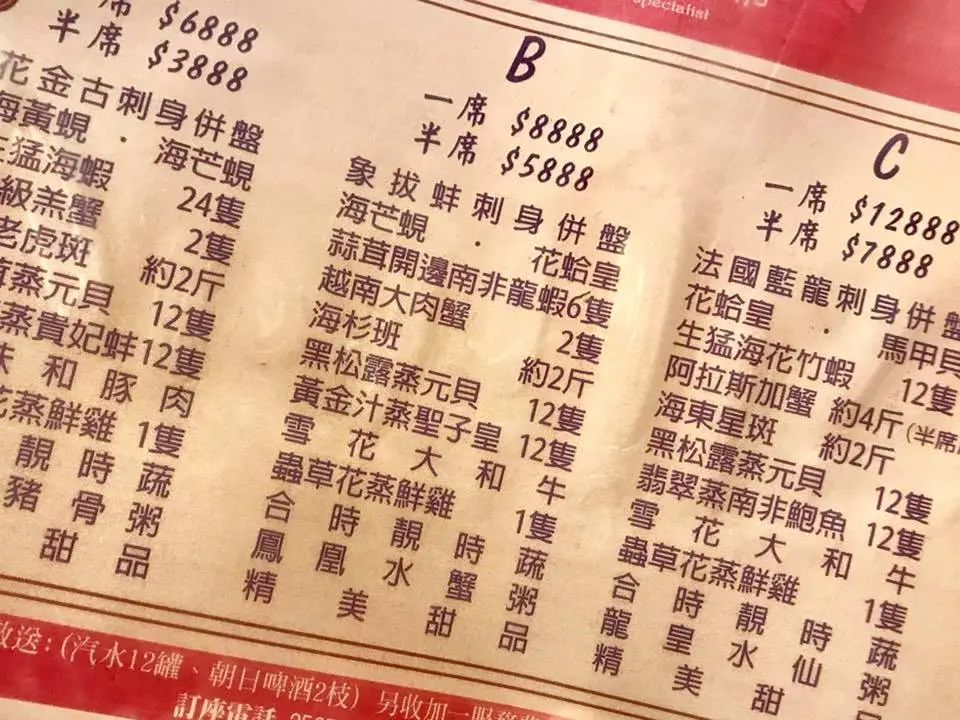 Specialist
席 $6888
半席 $3888
花金古刺身併盤
海黃蜆 · 海芒蜆
生猛海蝦 24隻
級羔蟹 2隻
老虎斑 約2斤
蒸元貝 12隻
蒸貴妃蚌 12隻
味和豚肉
花蒸鮮雞 1隻
靚時蔬
豬骨粥
甜品
B
一席 $8888
半席 $5888
象拔蚌刺身併盤
海芒蜆 · 花蛤皇
蒜茸開邊南非龍蝦6隻
越南大肉蟹 2隻
海杉班 約2斤
黑松露蒸元貝 12隻
黃金汁蒸聖子皇 12隻
雪花大和牛
蟲草花蒸鮮雞 1隻
合時靚時蔬
鳳凰水蟹粥
精美甜品
C
一席 $12888
半席 $7888
法國藍龍刺身併盤
花蛤皇 · 馬甲貝
生猛海花竹蝦 12隻
阿拉斯加蟹 約4斤(半席
海東星斑 約2斤
黑松露蒸元貝 12隻
翡翠蒸南非鮑魚 12隻
雪花大和牛
蟲草花蒸鮮雞 1隻
合時靚時蔬
龍皇水仙粥
精美甜
送:(汽水12罐、朝日啤酒2枝) 另收加一服務費
訂座電話